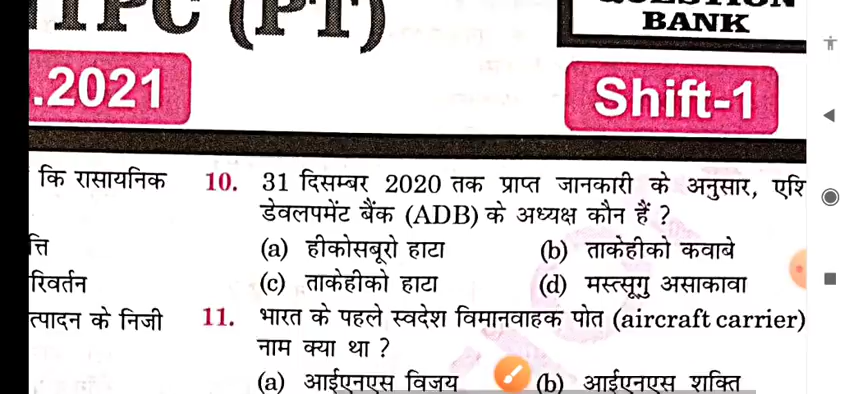 (PT)
BANK
.2021
Shift-1
कि रासायनिक
त्ति
रिवर्तन
त्पादन के निजी
10. 31 दिसम्बर 2020 तक प्राप्त जानकारी के अनुसार, एशि
डेवलपमेंट बैंक (ADB) के अध्यक्ष कौन हैं ?
(a) हीकोसबूरो हाटा (b) ताकेहीको कवाबे
(c) ताकेहीको हाटा (d) मस्त्सूगु असाकावा
11. भारत के पहले स्वदेश विमानवाहक पोत (aircraft carrier)
नाम क्या था ?
(a) आईएनएस विजय (b) आईएनएस शक्ति